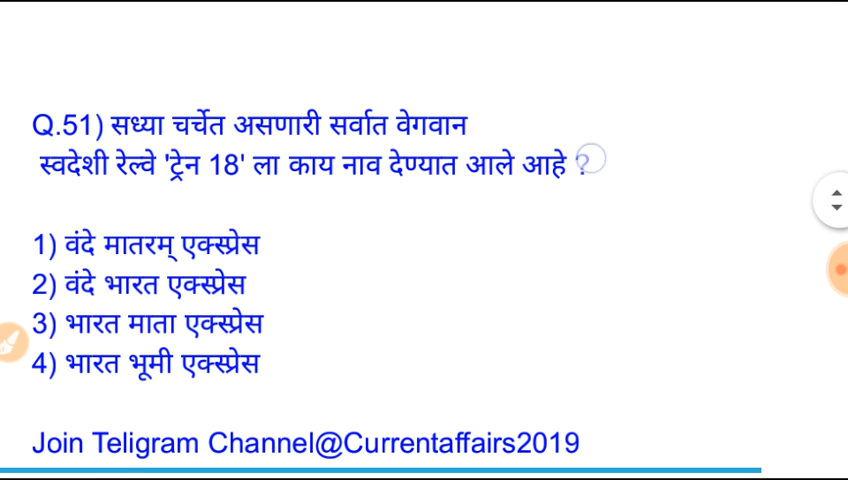 Q.51) सध्या चर्चेत असणारी सर्वात वेगवान
स्वदेशी रेल्वे 'ट्रेन 18' ला काय नाव देण्यात आले आहे ?
1) वंदे मातरम् एक्स्प्रेस
2) वंदे भारत एक्स्प्रेस
3) भारत माता एक्स्प्रेस
4) भारत भूमी एक्स्प्रेस
Join Teligram Channel@Currentaffairs2019